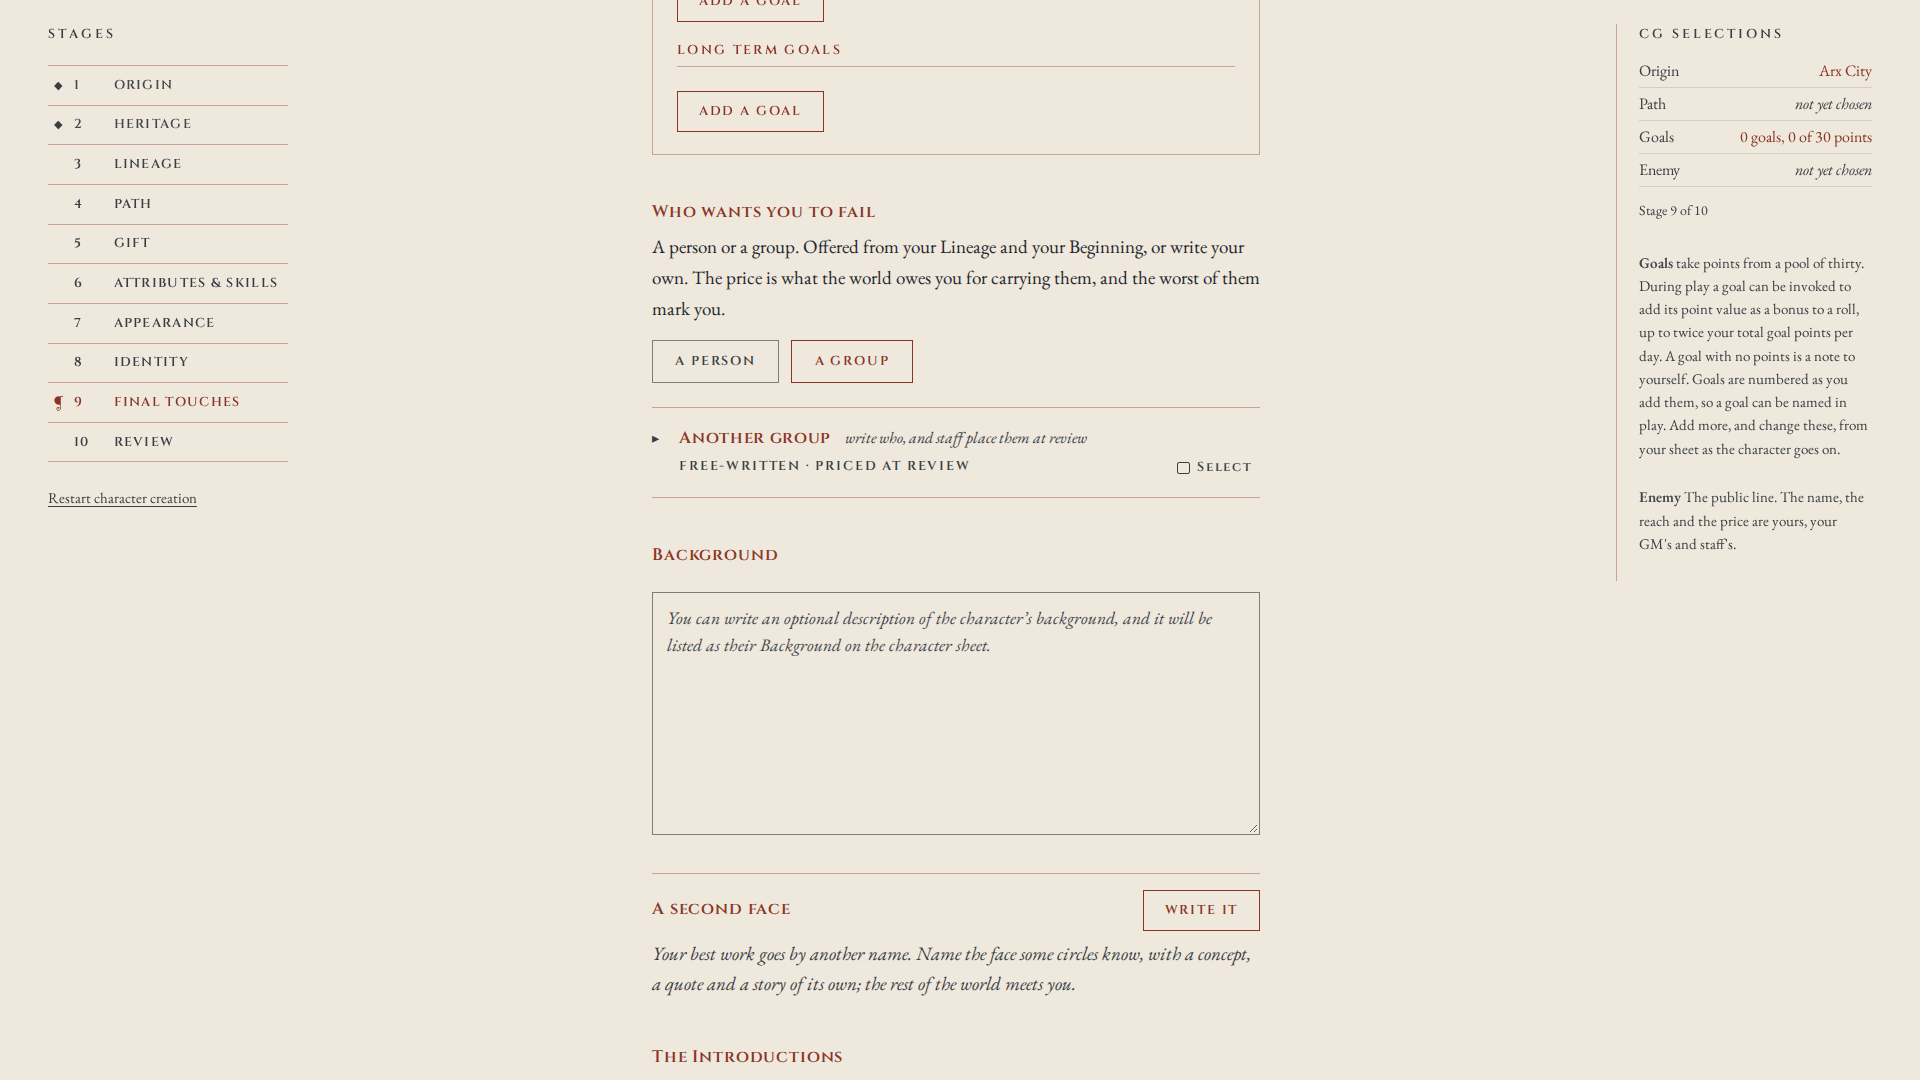 STAGES
◆ 1 ORIGIN
◆ 2 HERITAGE
3 LINEAGE
4 PATH
5 GIFT
6 ATTRIBUTES & SKILLS
7 APPEARANCE
8 IDENTITY
¶ 9 FINAL TOUCHES
10 REVIEW
Restart character creation
ADD A GOAL
LONG TERM GOALS
ADD A GOAL
Who wants you to fail
A person or a group. Offered from your Lineage and your Beginning, or write your
own. The price is what the world owes you for carrying them, and the worst of them
mark you.
A PERSON
A GROUP
▸ Another group write who, and staff place them at review
FREE-WRITTEN · PRICED AT REVIEW
Select
Background
You can write an optional description of the character’s background, and it will be
listed as their Background on the character sheet.
A second face
WRITE IT
Your best work goes by another name. Name the face some circles know, with a concept,
a quote and a story of its own; the rest of the world meets you.
The Introductions
CG SELECTIONS
Origin Arx City
Path not yet chosen
Goals 0 goals, 0 of 30 points
Enemy not yet chosen
Stage 9 of 10
Goals take points from a pool of thirty.
During play a goal can be invoked to
add its point value as a bonus to a roll,
up to twice your total goal points per
day. A goal with no points is a note to
yourself. Goals are numbered as you
add them, so a goal can be named in
play. Add more, and change these, from
your sheet as the character goes on.
Enemy The public line. The name, the
reach and the price are yours, your
GM's and staff's.